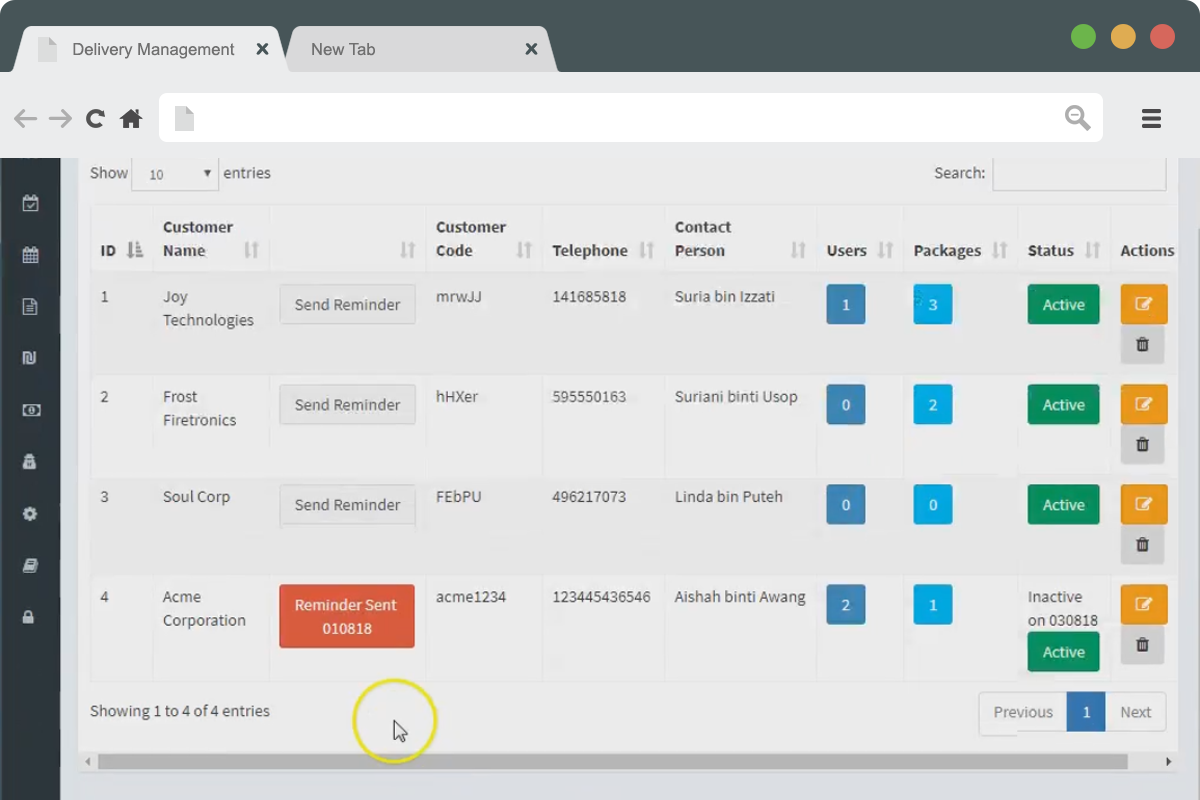 Delivery Management
New Tab
Show 10 entries
Search:
ID
Customer Name
Customer Code
Telephone
Contact Person
Users
Packages
Status
Actions
1
Joy Technologies
Send Reminder
mrwJJ
141685818
Suria bin Izzati
1
3
Active
2
Frost Firetronics
Send Reminder
hHXer
595550163
Suriani binti Usop
0
2
Active
3
Soul Corp
Send Reminder
FEbPU
496217073
Linda bin Puteh
0
0
Active
4
Acme Corporation
Reminder Sent 010818
acme1234
123445436546
Aishah binti Awang
2
1
Inactive on 030818
Active
Showing 1 to 4 of 4 entries
Previous 1 Next